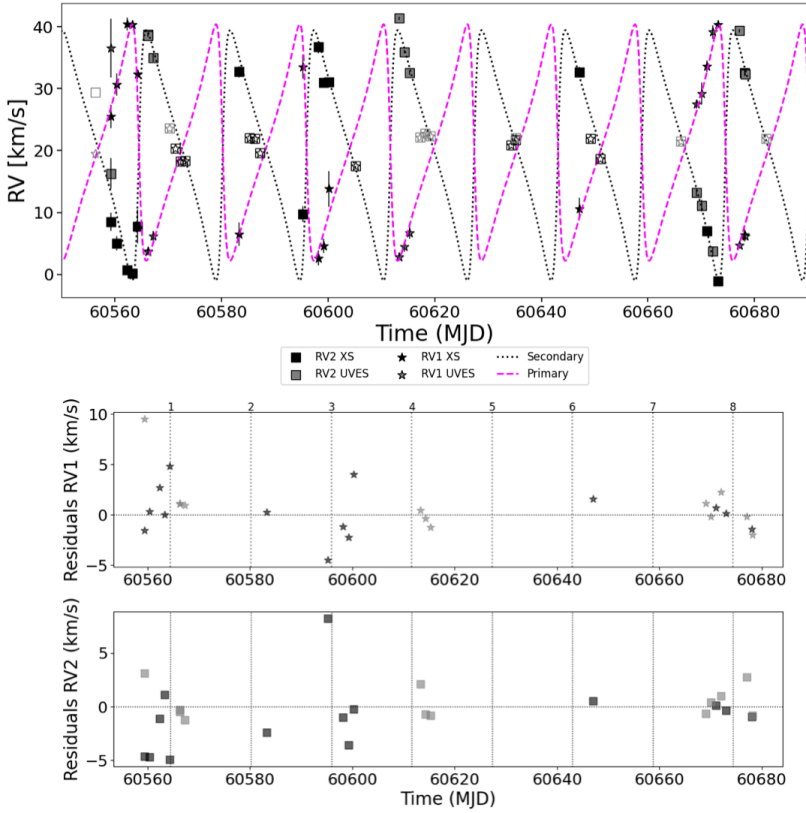 40
30
20
10
0
RV [km/s]
60560 60580 60600 60620 60640 60660 60680
Time (MJD)
RV2 XS RV1 XS Secondary
RV2 UVES RV1 UVES Primary
1 2 3 4 5 6 7 8
10
5
0
−5
Residuals RV1 (km/s)
60560 60580 60600 60620 60640 60660 60680
5
0
−5
Residuals RV2 (km/s)
60560 60580 60600 60620 60640 60660 60680
Time (MJD)